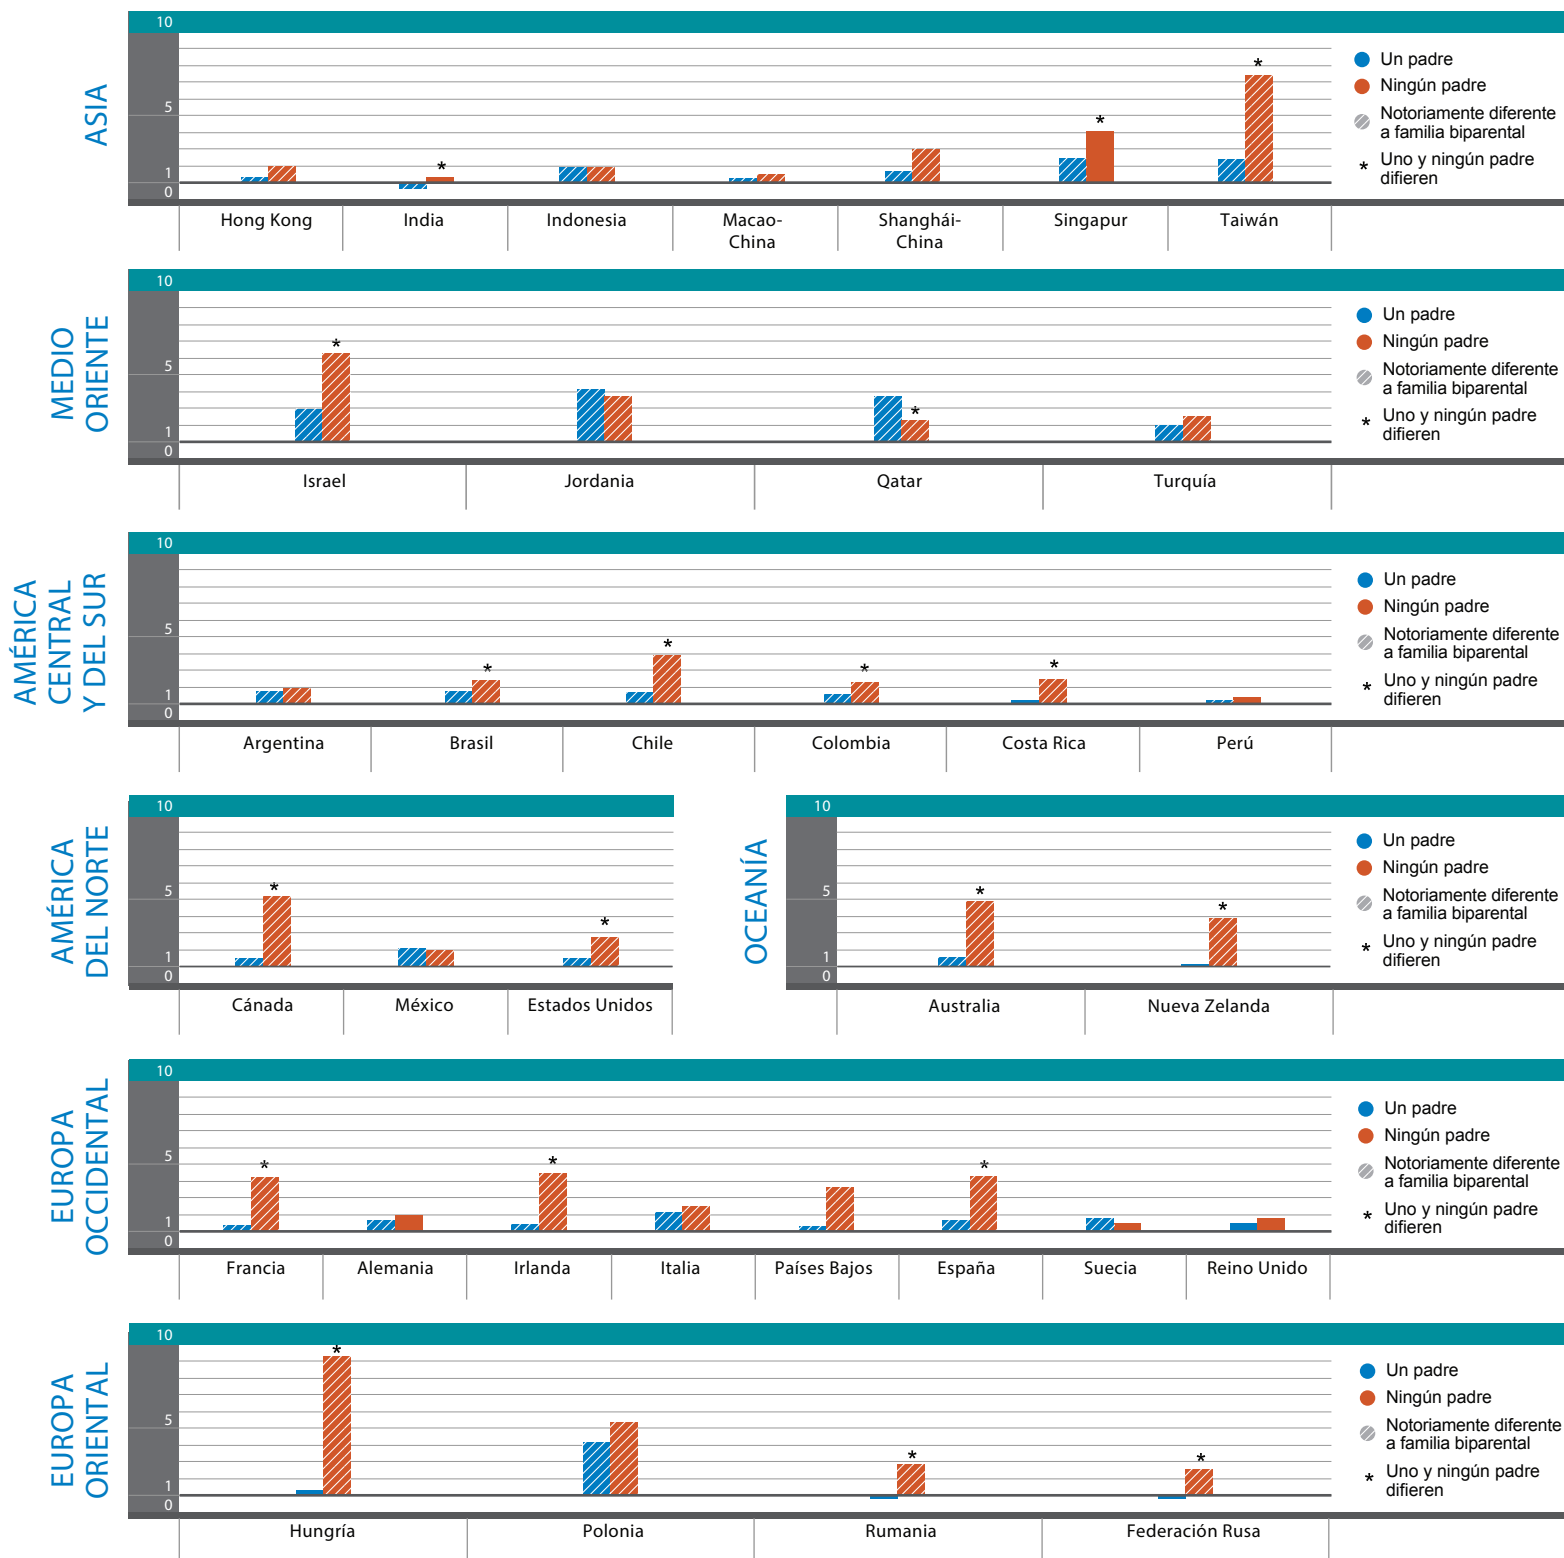 ASIA
10
5
1
0
*
*
*
Hong Kong
India
Indonesia
Macao-
China
Shanghái-
China
Singapur
Taiwán
Un padre
Ningún padre
Notoriamente diferente
a familia biparental
* Uno y ningún padre
difieren
MEDIO
ORIENTE
10
5
1
0
*
*
Israel
Jordania
Qatar
Turquía
Un padre
Ningún padre
Notoriamente diferente
a familia biparental
* Uno y ningún padre
difieren
AMÉRICA
CENTRAL
Y DEL SUR
10
5
1
0
*
*
*
*
Argentina
Brasil
Chile
Colombia
Costa Rica
Perú
Un padre
Ningún padre
Notoriamente diferente
a familia biparental
* Uno y ningún padre
difieren
AMÉRICA
DEL NORTE
10
5
1
0
*
*
Cánada
México
Estados Unidos
OCEANÍA
10
5
1
0
*
*
Australia
Nueva Zelanda
Un padre
Ningún padre
Notoriamente diferente
a familia biparental
* Uno y ningún padre
difieren
EUROPA
OCCIDENTAL
10
5
1
0
*
*
*
Francia
Alemania
Irlanda
Italia
Países Bajos
España
Suecia
Reino Unido
Un padre
Ningún padre
Notoriamente diferente
a familia biparental
* Uno y ningún padre
difieren
EUROPA
ORIENTAL
10
5
1
0
*
*
*
Hungría
Polonia
Rumania
Federación Rusa
Un padre
Ningún padre
Notoriamente diferente
a familia biparental
* Uno y ningún padre
difieren